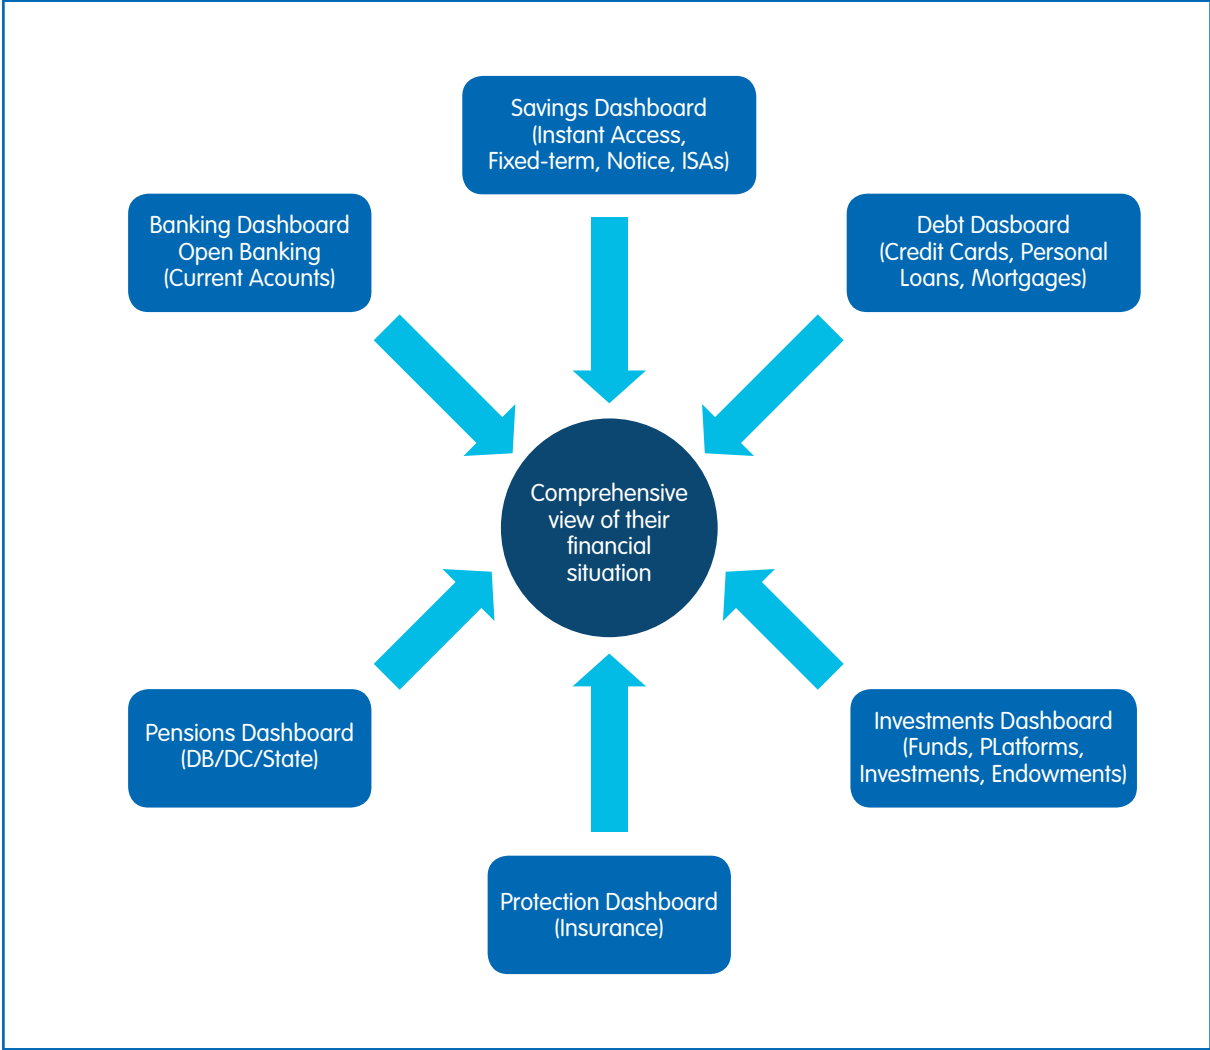 Savings Dashboard
(Instant Access,
Fixed-term, Notice, ISAs)
Banking Dashboard
Open Banking
(Current Acounts)
Debt Dasboard
(Credit Cards, Personal
Loans, Mortgages)
Comprehensive
view of their
financial
situation
Pensions Dashboard
(DB/DC/State)
Investments Dashboard
(Funds, PLatforms,
Investments, Endowments)
Protection Dashboard
(Insurance)